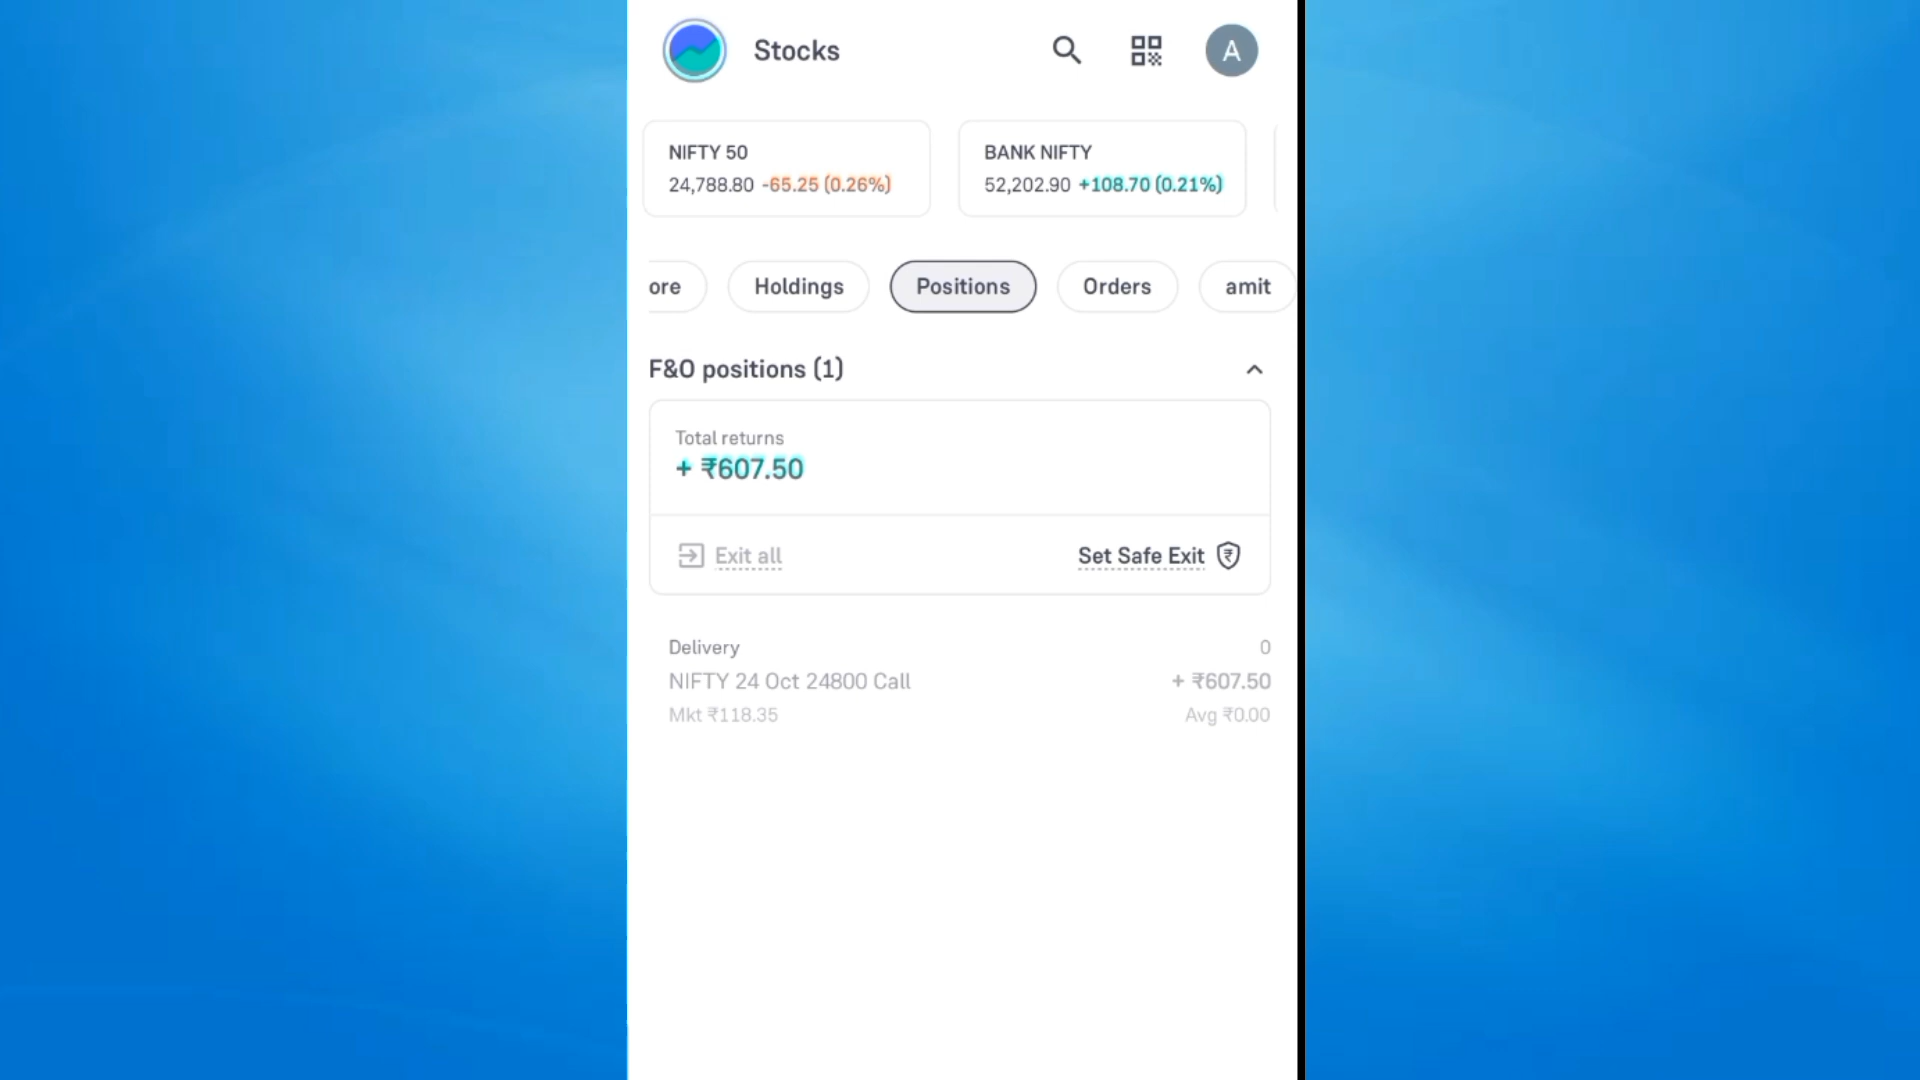 Stocks
A
NIFTY 50
24,788.80 -65.25 (0.26%)
BANK NIFTY
52,202.90 +108.70 (0.21%)
ore
Holdings
Positions
Orders
amit
F&O positions (1)
Total returns
+ ₹607.50
Exit all
Set Safe Exit
Delivery 0
NIFTY 24 Oct 24800 Call + ₹607.50
Mkt ₹118.35 Avg ₹0.00